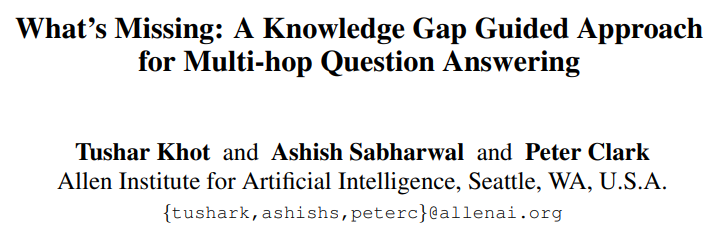 What's Missing: A Knowledge Gap Guided Approach
for Multi-hop Question Answering
Tushar Khot and Ashish Sabharwal and Peter Clark
Allen Institute for Artificial Intelligence, Seattle, WA, U.S.A.
{tushark,ashishs,peterc}@allenai.org